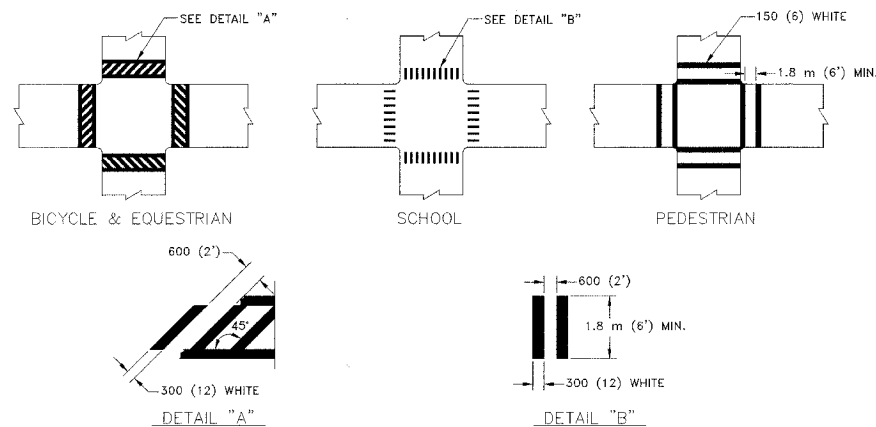 SEE DETAIL "A"
SEE DETAIL "B"
150 (6) WHITE
1.8 m (6') MIN.
BICYCLE & EQUESTRIAN
SCHOOL
PEDESTRIAN
600 (2')
45°
300 (12) WHITE
DETAIL "A"
600 (2')
1.8 m (6') MIN.
300 (12) WHITE
DETAIL "B"